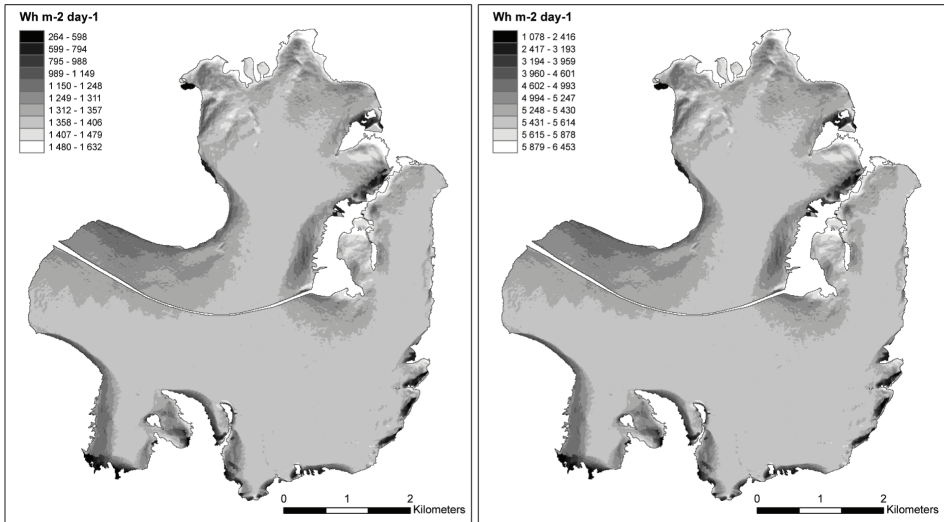 Wh m-2 day-1
264 - 598
599 - 794
795 - 988
989 - 1 149
1 150 - 1 248
1 249 - 1 311
1 312 - 1 357
1 358 - 1 406
1 407 - 1 479
1 480 - 1 632
0 1 2
Kilometers
Wh m-2 day-1
1 078 - 2 416
2 417 - 3 193
3 194 - 3 959
3 960 - 4 601
4 602 - 4 993
4 994 - 5 247
5 248 - 5 430
5 431 - 5 614
5 615 - 5 878
5 879 - 6 453
0 1 2
Kilometers